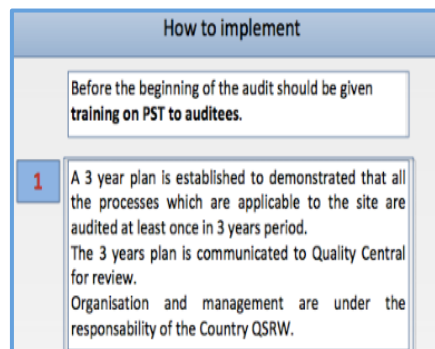 How to implement
Before the beginning of the audit should be given
training on PST to auditees.
1
A 3 year plan is established to demonstrated that all
the processes which are applicable to the site are
audited at least once in 3 years period.
The 3 years plan is communicated to Quality Central
for review.
Organisation and management are under the
responsability of the Country QSRW.